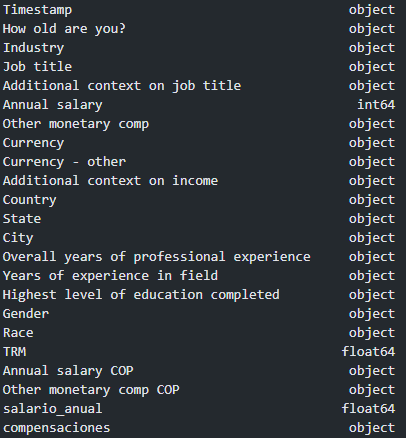 Timestamp object
How old are you? object
Industry object
Job title object
Additional context on job title object
Annual salary int64
Other monetary comp object
Currency object
Currency - other object
Additional context on income object
Country object
State object
City object
Overall years of professional experience object
Years of experience in field object
Highest level of education completed object
Gender object
Race object
TRM float64
Annual salary COP object
Other monetary comp COP object
salario_anual float64
compensaciones object